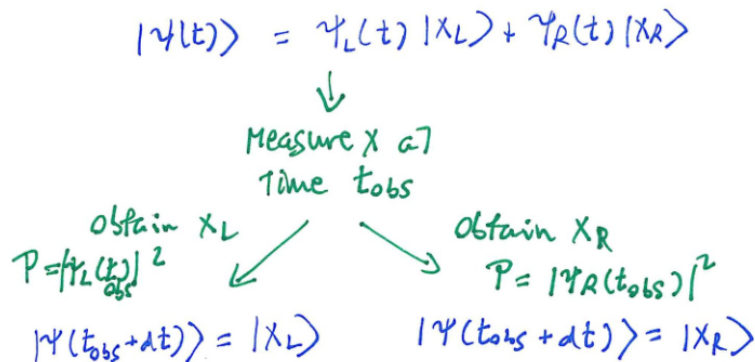 |ψ(t)⟩ = ψ_L(t)|x_L⟩ + ψ_R(t)|x_R⟩
↓
Measure X at
Time t_obs
Obtain X_L
P=|ψ_L(t_obs)|²
|ψ(t_obs+dt)⟩ = |X_L⟩
Obtain X_R
P = |ψ_R(t_obs)|²
|ψ(t_obs+dt)⟩ = |X_R⟩